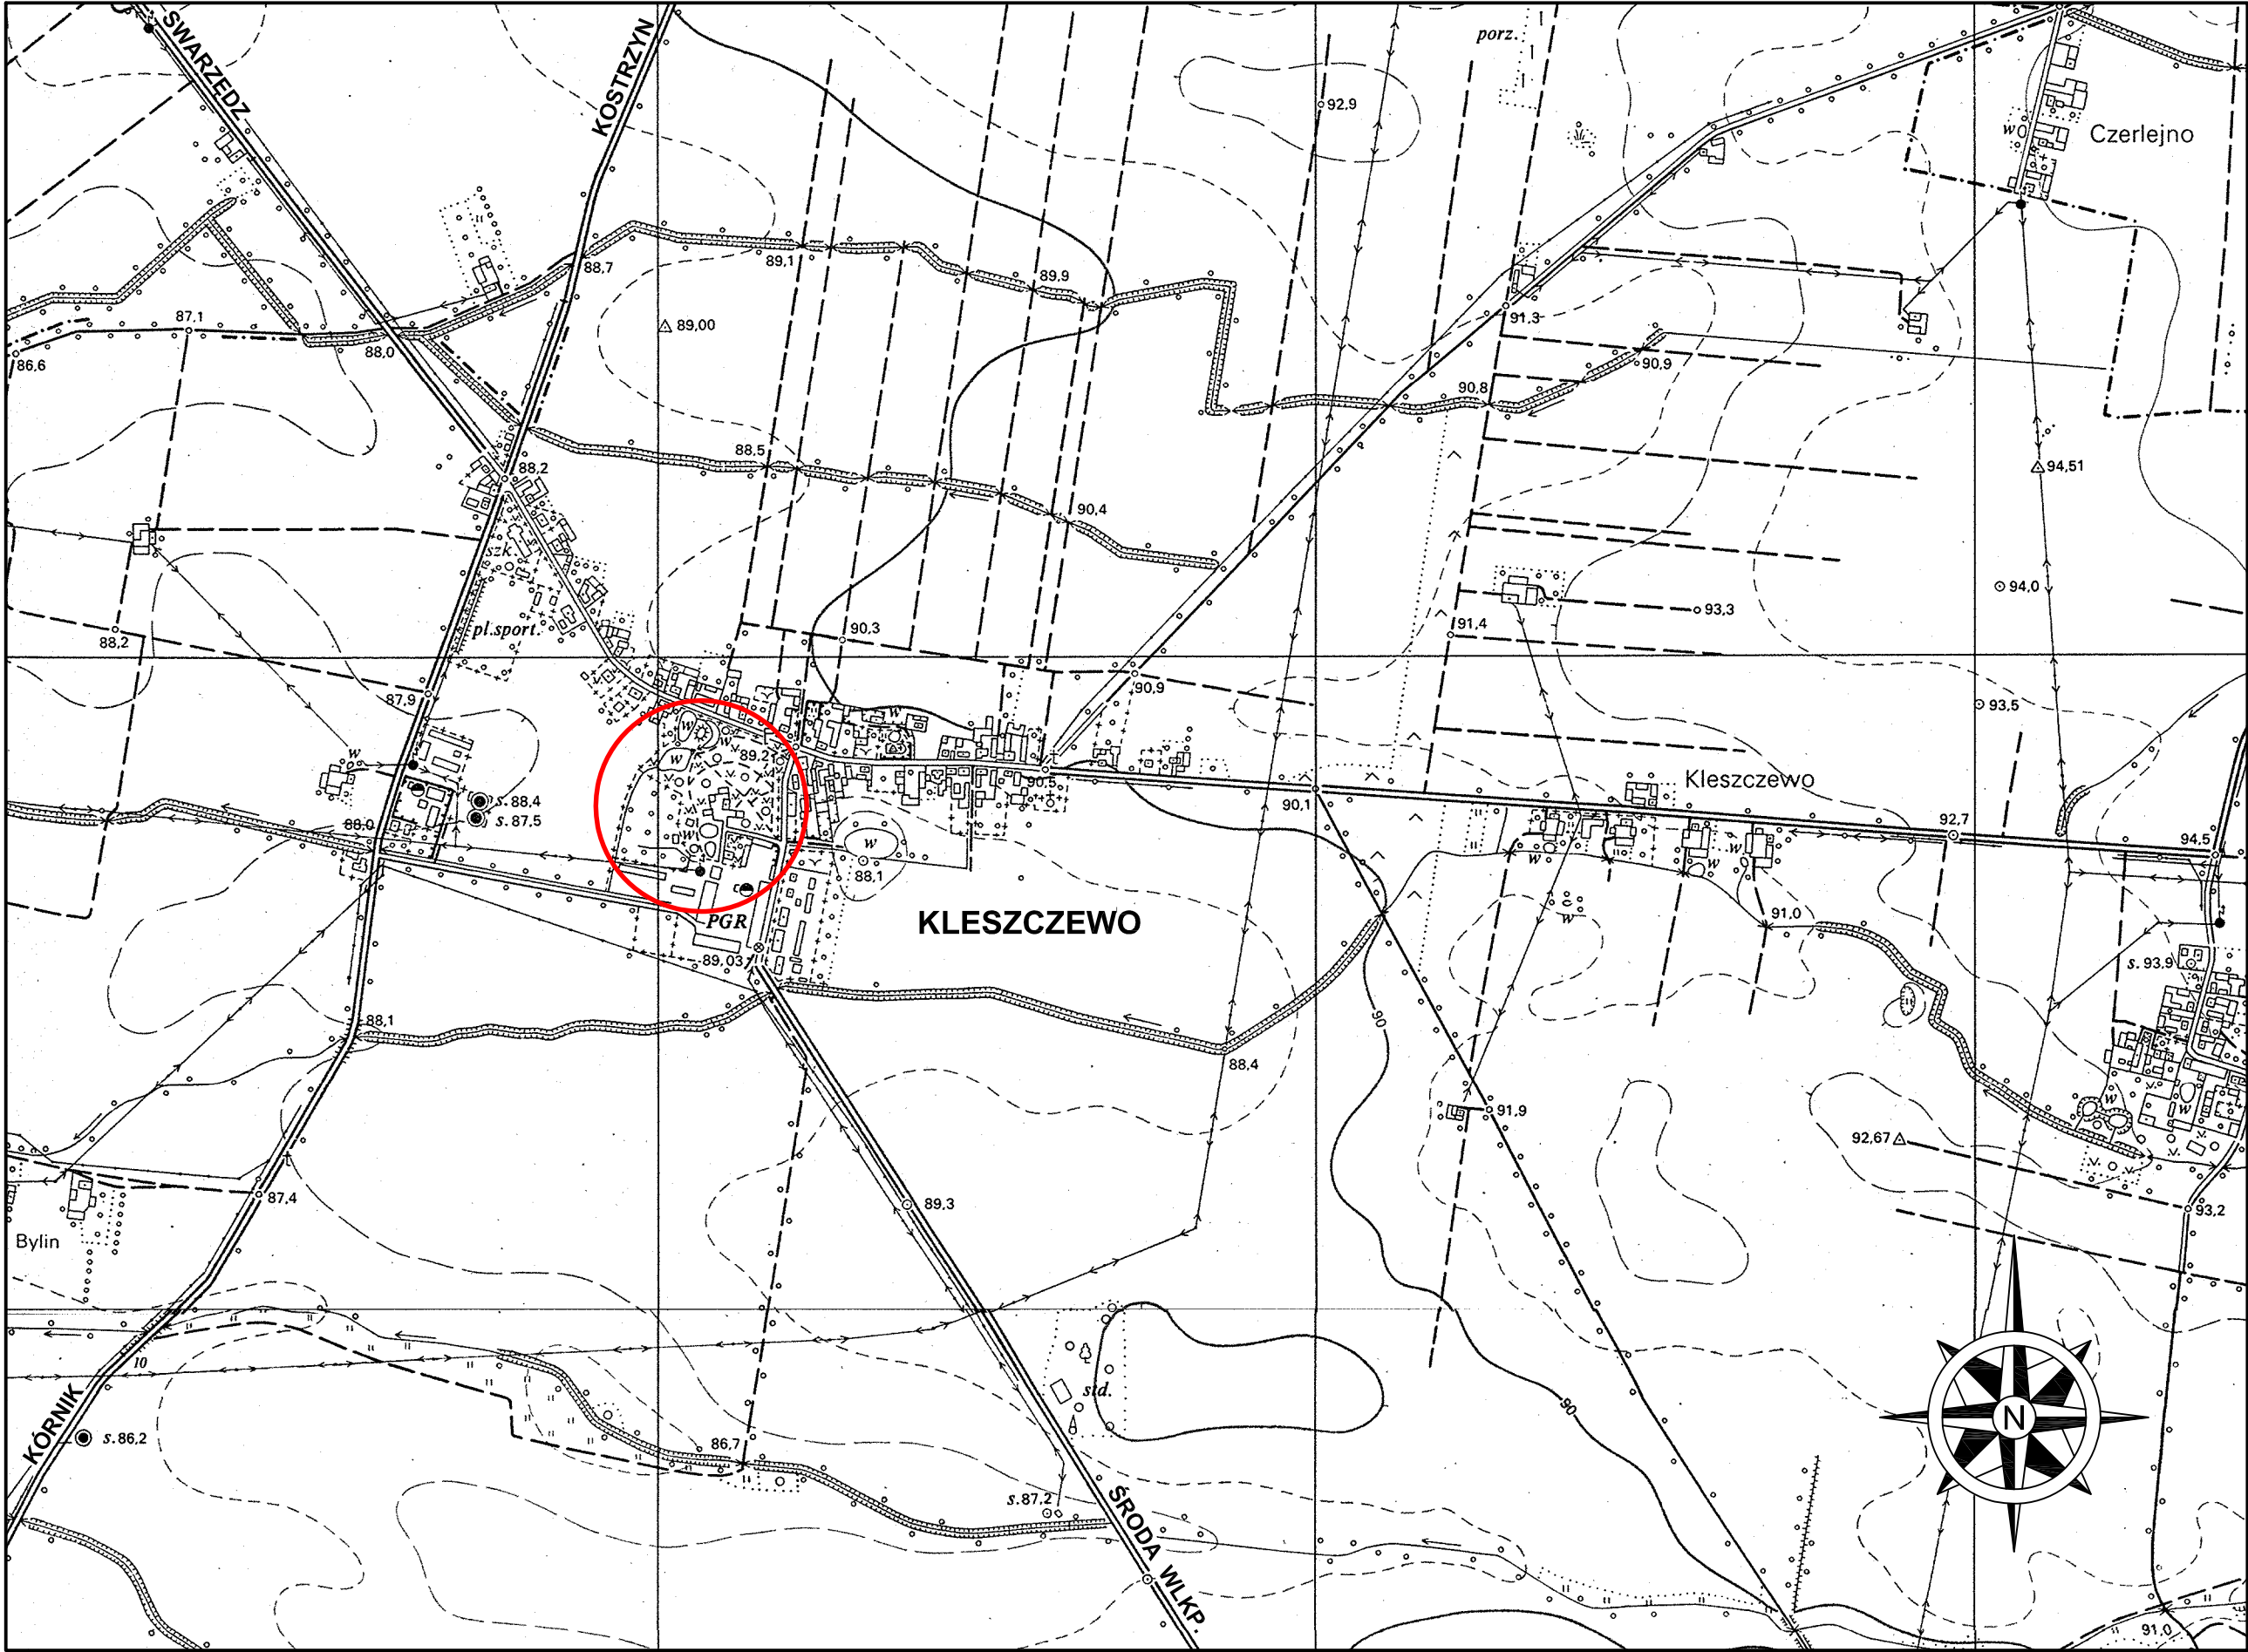 SWARZĘDZ
KOSTRZYN
porz.
92,9
w
Czerlejno
88,7
89,1
89,9
87,1
89,00
91,3
86,6
88,0
90,9
90,8
88,5
88,2
94,51
90,4
szk.
94,0
93,3
88,2
pl.sport.
90,3
91,4
87,9
90,9
93,5
w
w
w
89,2
w
w
90,5
90,1
Kleszczewo
s.88,4
s.87,5
88,0
92,7
94,5
w
w
88,1
w
w
w
w
PGR
KLESZCZEWO
91,0
89,03
s.93,9
88,1
90
88,4
91,9
w
w
92,67
87,4
89,3
93,2
Bylin
10
std.
90
N
KÓRNIK
s.86,2
86,7
s.87,2
ŚRODA WLKP.
91,0